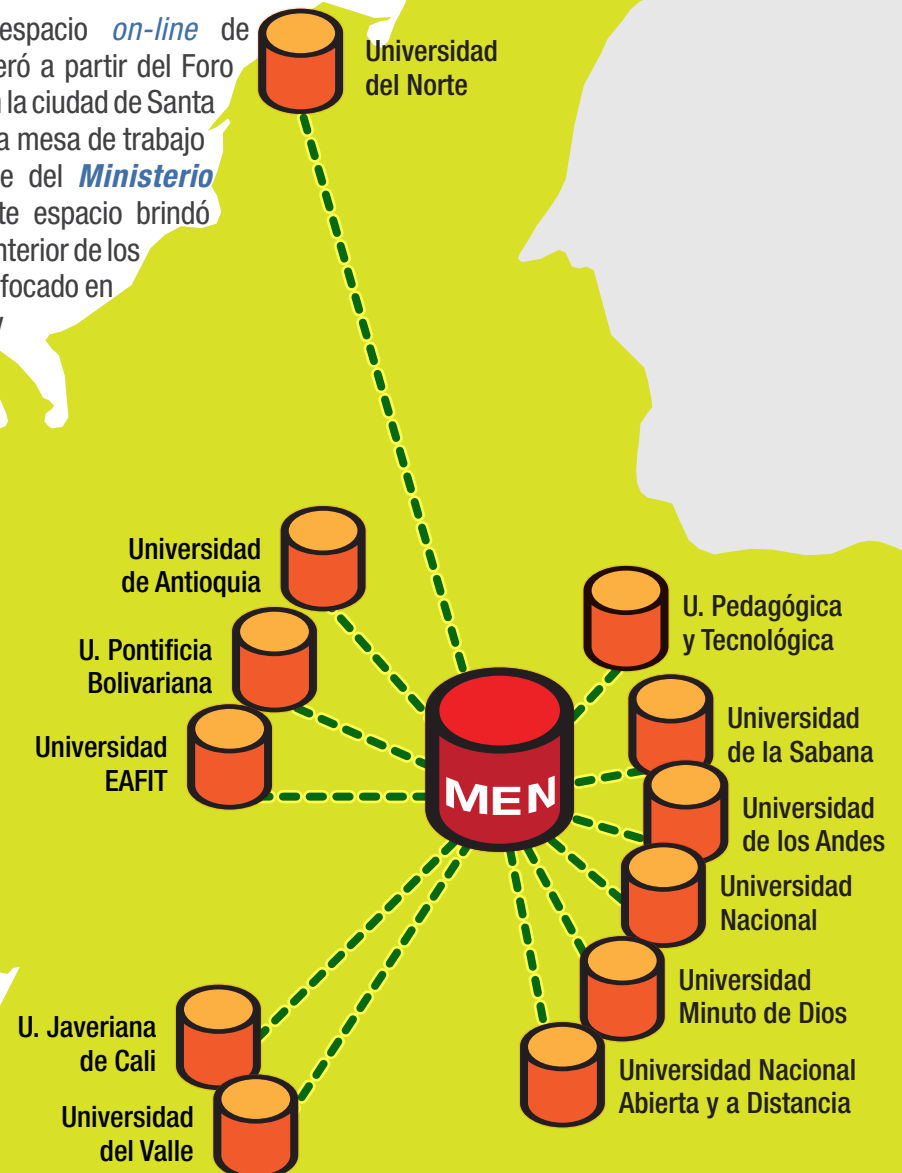 espacio on-line de
eró a partir del Foro
la ciudad de Santa
a mesa de trabajo
e del Ministerio
te espacio brindó
nterior de los
focado en
Universidad
del Norte
Universidad
de Antioquia
U. Pontificia
Bolivariana
Universidad
EAFIT
MEN
U. Pedagógica
y Tecnológica
Universidad
de la Sabana
Universidad
de los Andes
Universidad
Nacional
Universidad
Minuto de Dios
Universidad Nacional
Abierta y a Distancia
U. Javeriana
de Cali
Universidad
del Valle